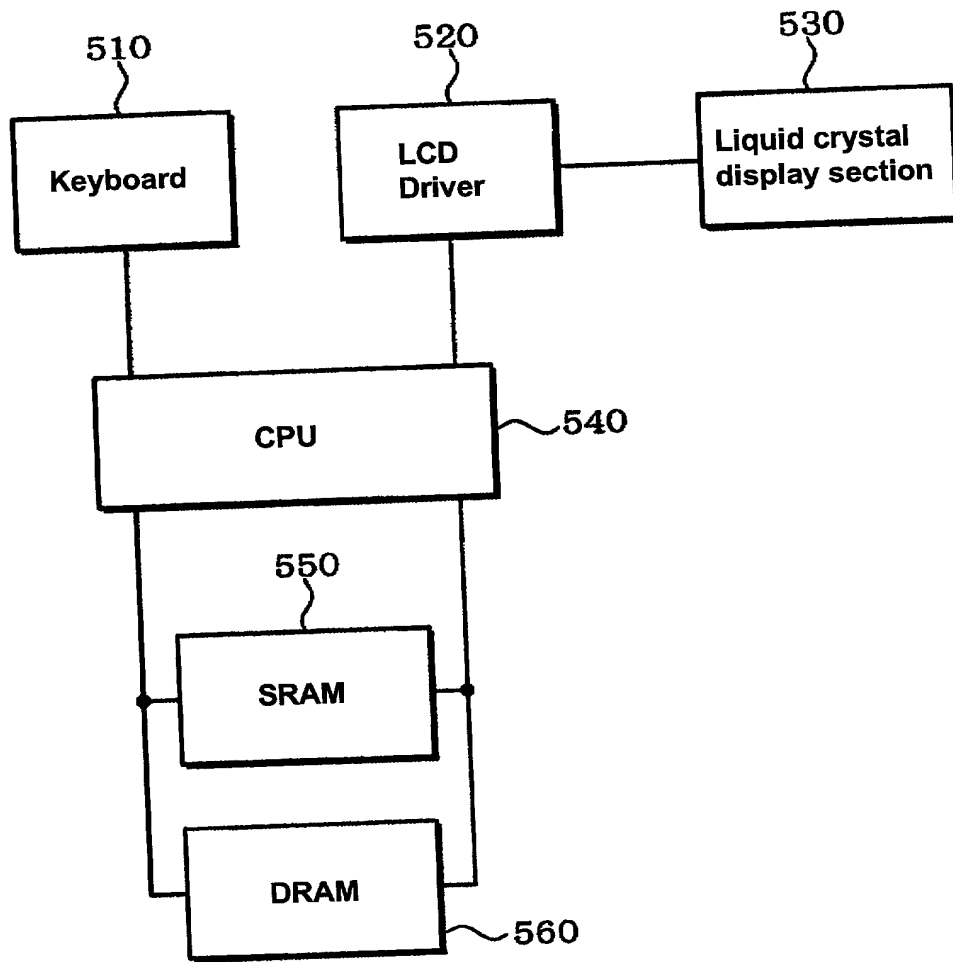 510
520
530
Keyboard
LCD
Driver
Liquid crystal
display section
CPU
540
550
SRAM
DRAM
560